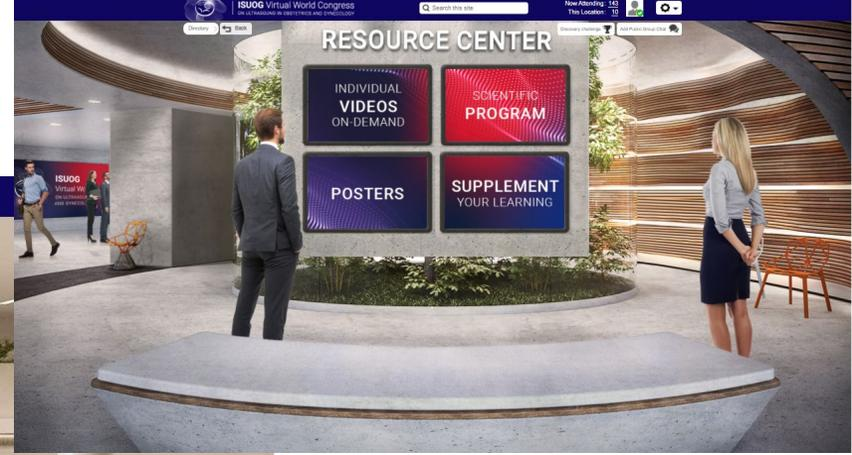 ISUOG Virtual World Congress
ON ULTRASOUND IN OBSTETRICS AND GYNECOLOGY
Search this site
Now Attending: 143
This Location: 10
Directory
Back
Discovery challenge
Add Public Group Chat
RESOURCE CENTER
INDIVIDUAL
VIDEOS
ON-DEMAND
SCIENTIFIC
PROGRAM
POSTERS
SUPPLEMENT
YOUR LEARNING
ISUOG
Virtual